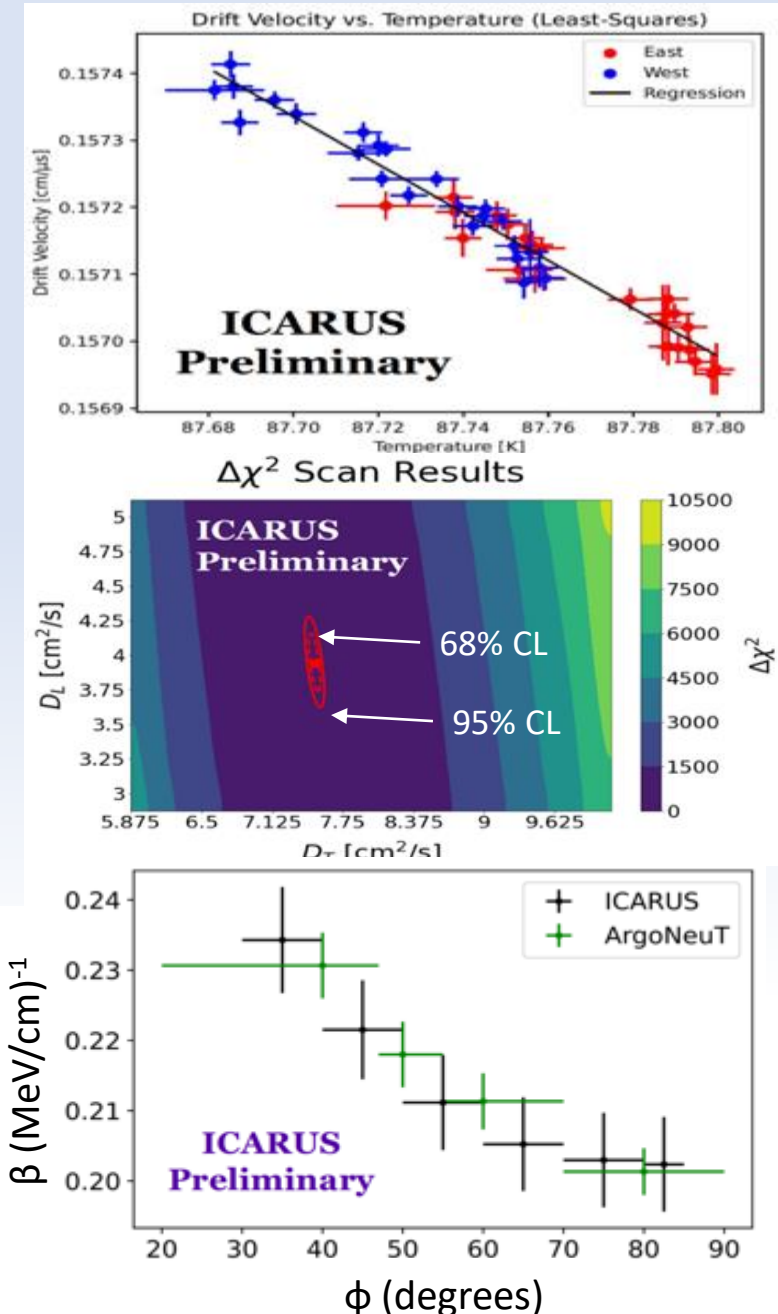 Drift Velocity vs. Temperature (Least-Squares)
East
West
Regression
0.1574
0.1573
0.1572
0.1571
0.1570
0.1569
Drift Velocity [cm/μs]
ICARUS
Preliminary
87.68 87.70 87.72 87.74 87.76 87.78 87.80
Temperature [K]
Δχ² Scan Results
ICARUS
Preliminary
5
4.75
4.5
4.25
4
3.75
3.5
3.25
3
D_L [cm²/s]
68% CL
95% CL
10500
9000
7500
6000
4500
3000
1500
0
Δχ²
5.875 6.5 7.125 7.75 8.375 9 9.625
D_T [cm²/s]
ICARUS
ArgoNeuT
0.24
0.23
0.22
0.21
0.20
β (MeV/cm)⁻¹
ICARUS
Preliminary
20 30 40 50 60 70 80 90
ϕ (degrees)